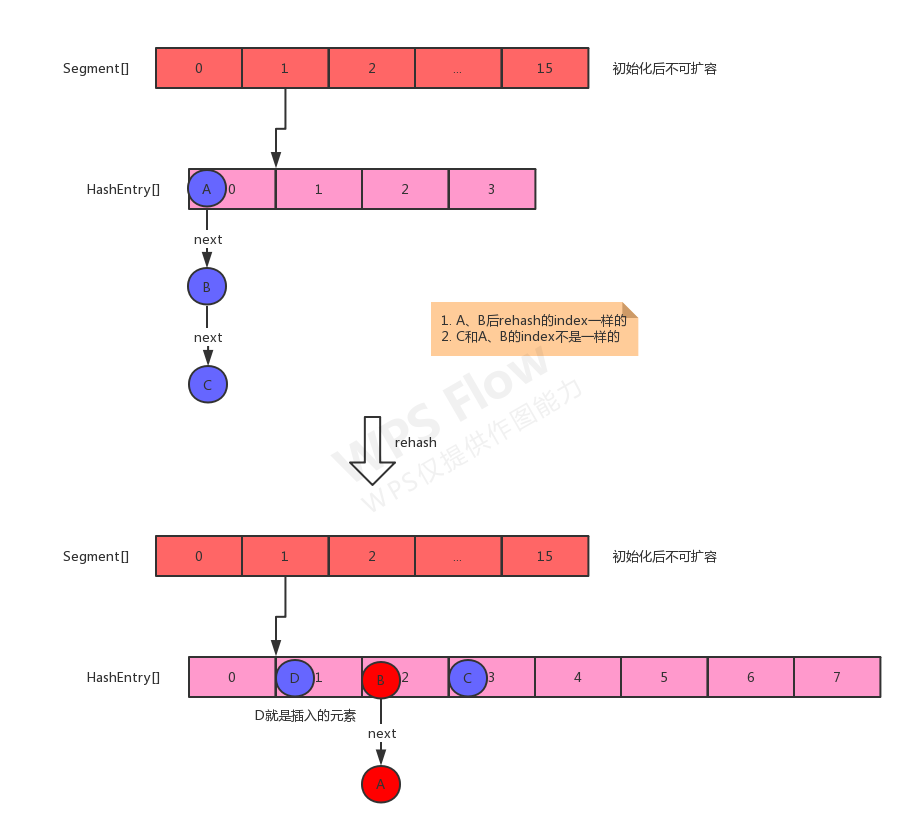 Segment[] 0 1 2 ... 15 初始化后不可扩容
HashEntry[] A 0 1 2 3
next
B
1. A、B后rehash的index一样的
next
2. C和A、B的index不是一样的
C
WPS Flow
WPS仅提供作图能力
rehash
Segment[] 0 1 2 ... 15 初始化后不可扩容
HashEntry[] 0 D 1 B 2 C 3 4 5 6 7
D就是插入的元素
next
A